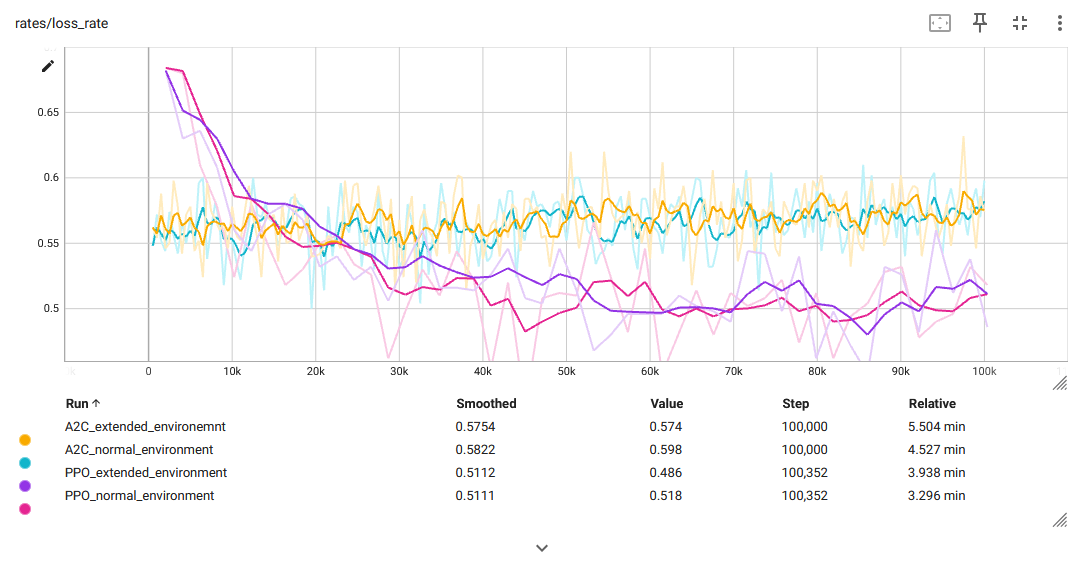 rates/loss_rate
0.65
0.6
0.55
0.5
0 10k 20k 30k 40k 50k 60k 70k 80k 90k 100k
Run Smoothed Value Step Relative
A2C_extended_environemnt 0.5754 0.574 100,000 5.504 min
A2C_normal_environment 0.5822 0.598 100,000 4.527 min
PPO_extended_environment 0.5112 0.486 100,352 3.938 min
PPO_normal_environment 0.5111 0.518 100,352 3.296 min